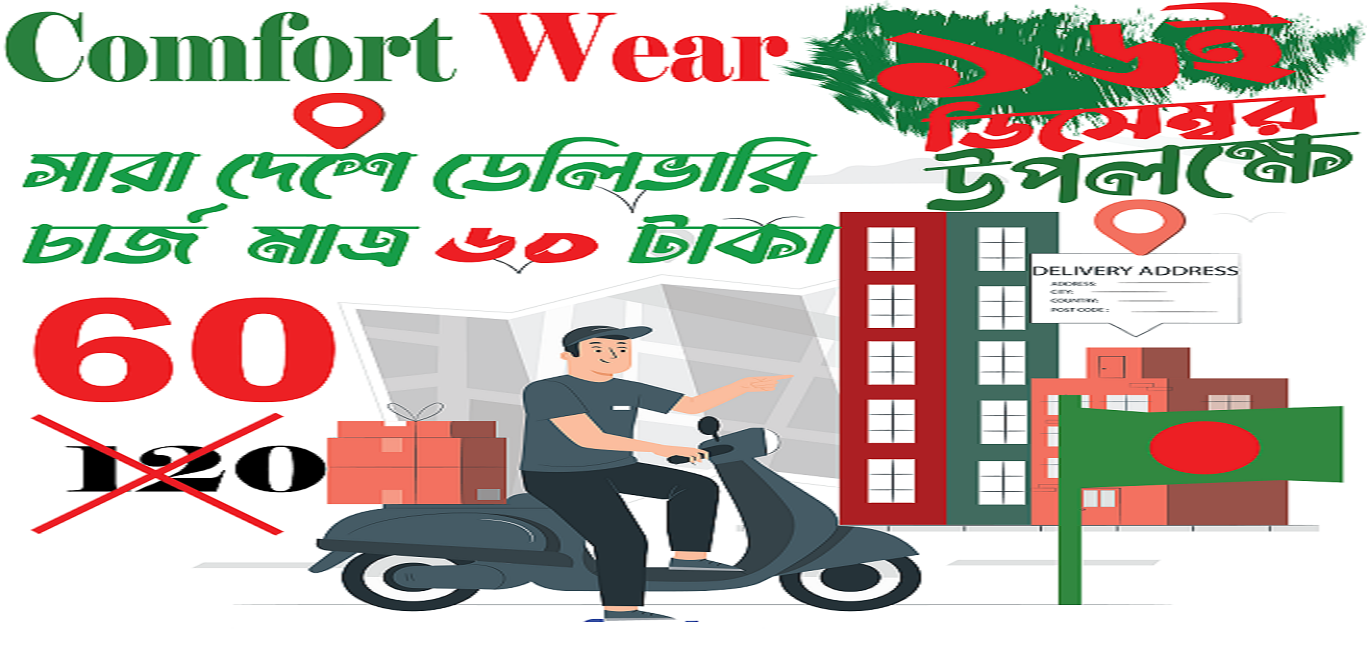 Comfort Wear
১৬ই
ডিসেম্বর
উপলক্ষে
সারা দেশে ডেলিভারি
চার্জ মাত্র ৬০ টাকা
60
120
DELIVERY ADDRESS
ADDRESS:
CITY:
COUNTRY:
POST CODE :